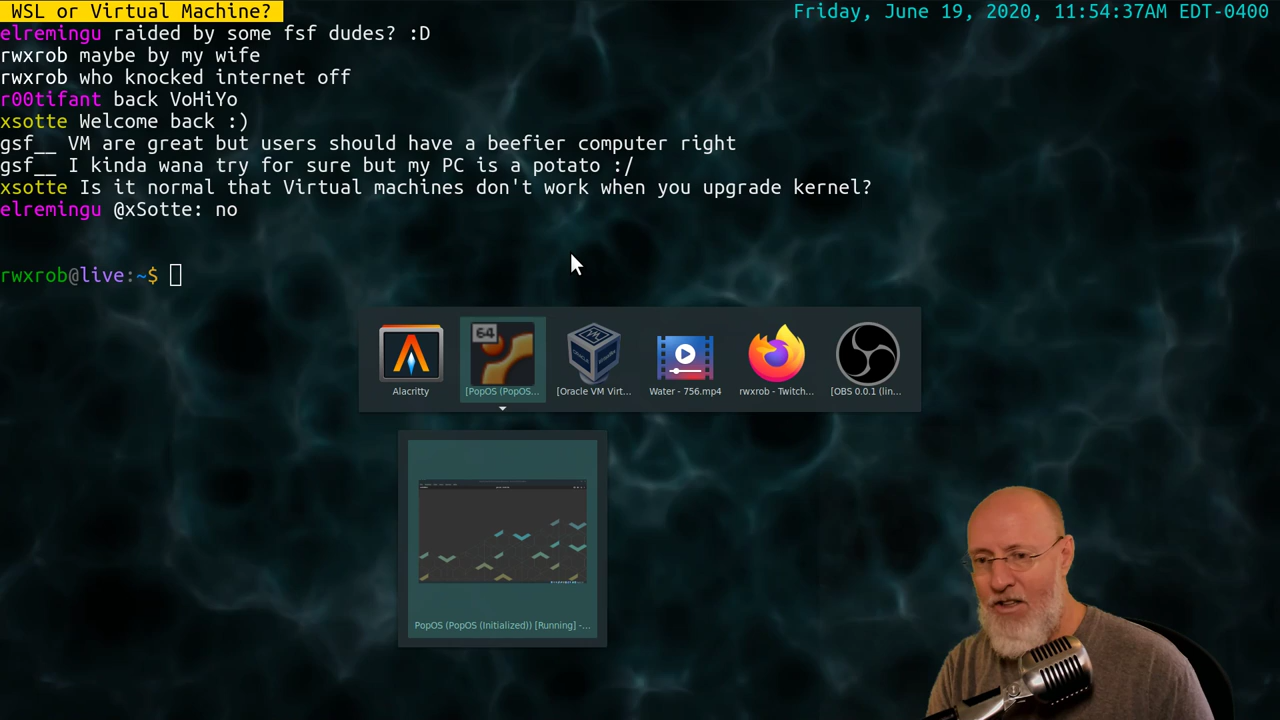 WSL or Virtual Machine?
Friday, June 19, 2020, 11:54:37AM EDT-0400
elremingu raided by some fsf dudes? :D
rwxrob maybe by my wife
rwxrob who knocked internet off
r00tifant back VoHiYo
xsotte Welcome back :)
gsf__ VM are great but users should have a beefier computer right
gsf__ I kinda wana try for sure but my PC is a potato :/
xsotte Is it normal that Virtual machines don't work when you upgrade kernel?
elremingu @xSotte: no
rwxrob@live:~$
64
Alacritty
[PopOS (PopOS...
[Oracle VM Virt...
Water - 756.mp4
rwxrob - Twitch...
[OBS 0.0.1 (lin...
PopOS (PopOS (Initialized)) [Running] -...